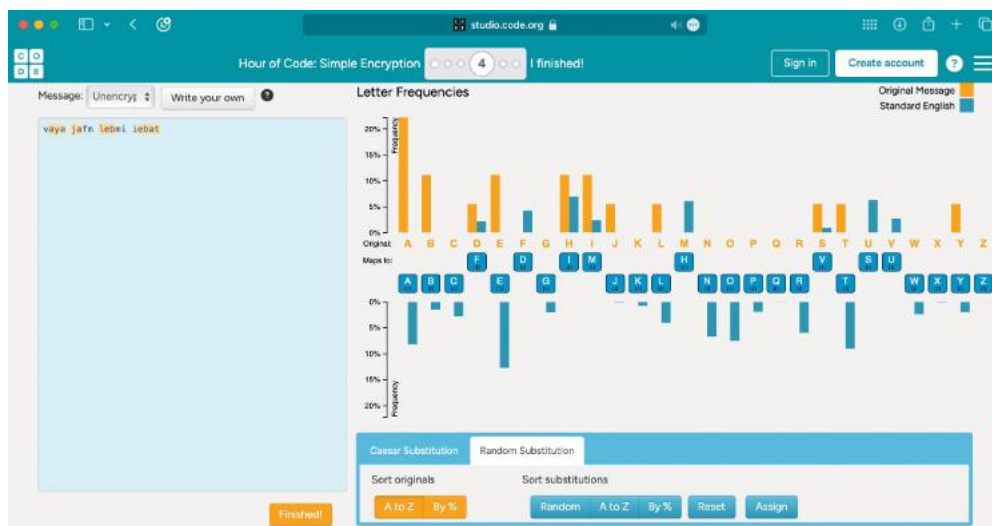 studio.code.org
C O
D E
Hour of Code: Simple Encryption
4
I finished!
Sign in
Create account
?
Message:
Unencryp
Write your own
?
vaya jafm lebmi iebat
Finished!
Letter Frequencies
Original Message
Standard English
Frequency
20%
15%
10%
5%
0%
Original: A B C D E F G H I J K L M N O P Q R S T U V W X Y Z
Maps to: F D I M H V S U
A B C E G J K L N O P Q R T W X Y Z
0%
5%
10%
15%
20%
Frequency
Caesar Substitution
Random Substitution
Sort originals
Sort substitutions
A to Z
By %
Random
A to Z
By %
Reset
Assign